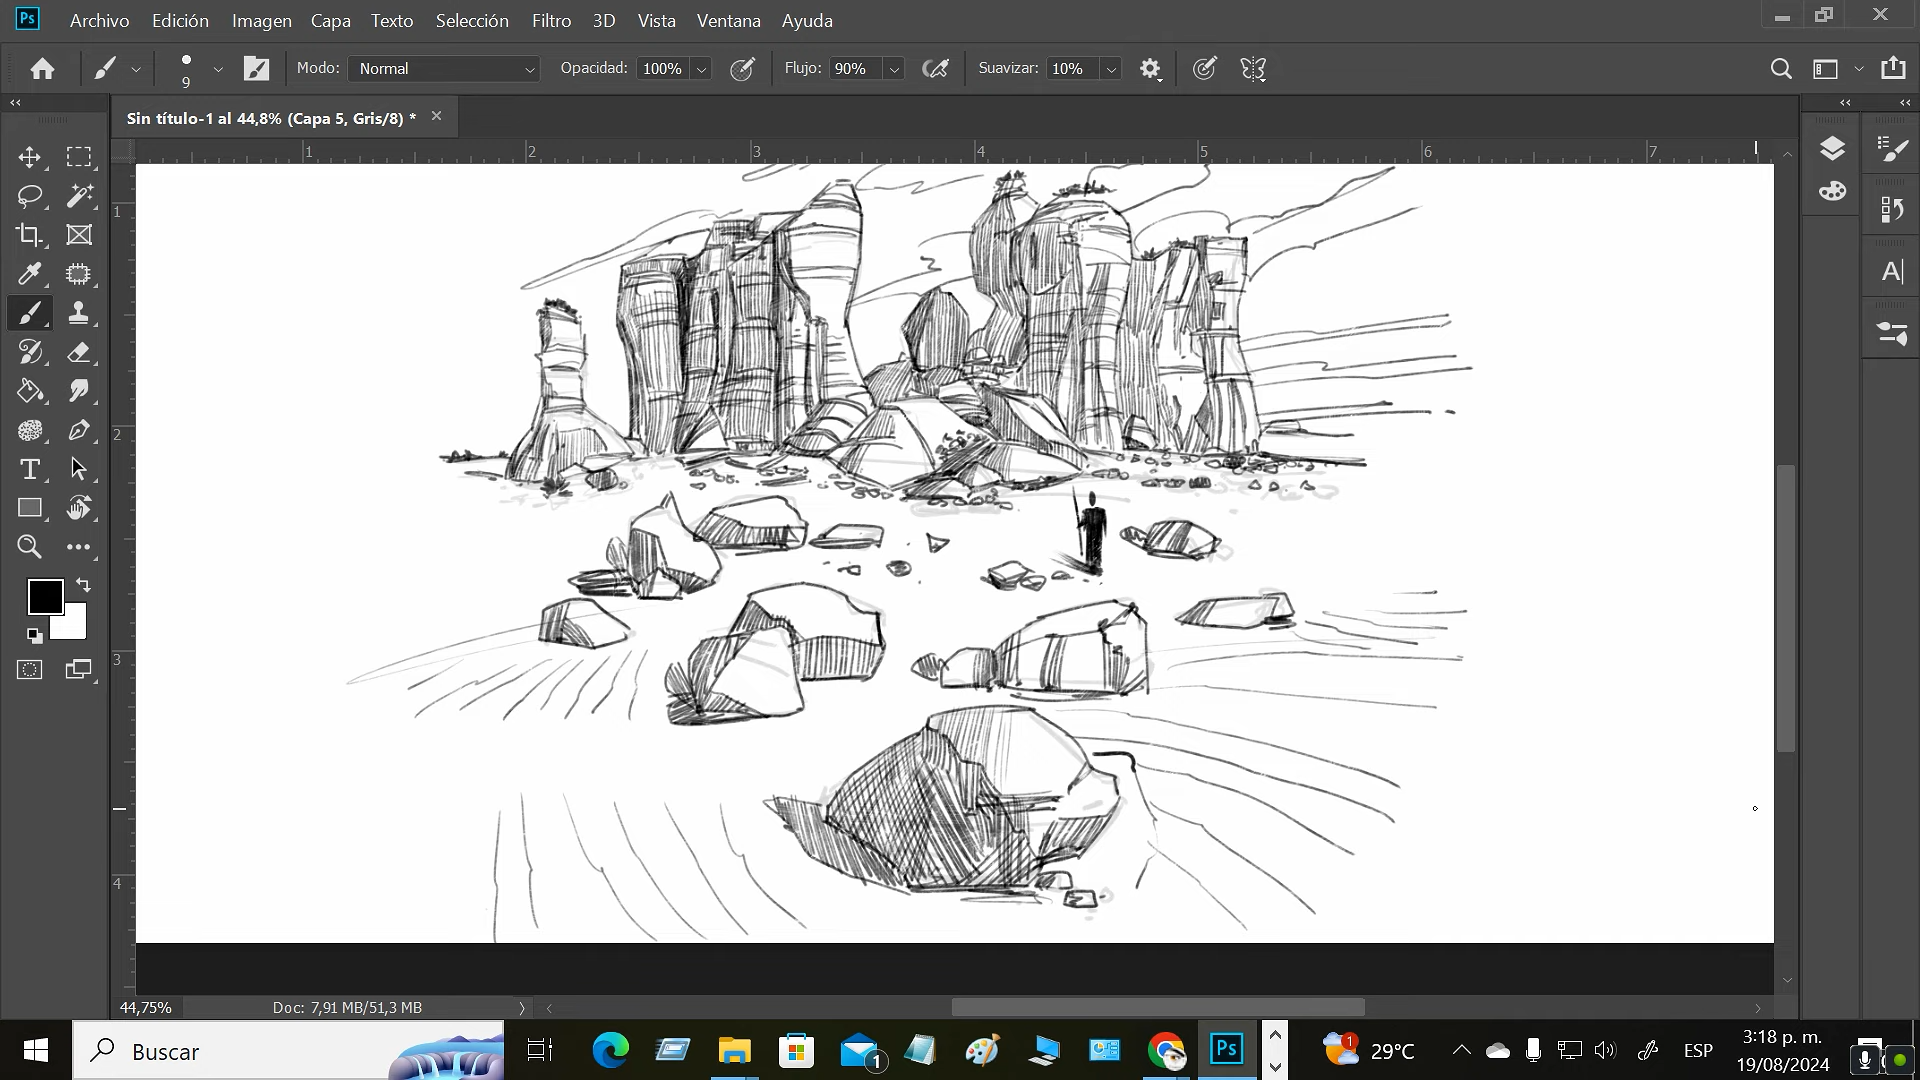 Ps Archivo Edición Imagen Capa Texto Selección Filtro 3D Vista Ventana Ayuda
9 Modo: Normal Opacidad: 100% Flujo: 90% Suavizar: 10%
Sin título-1 al 44,8% (Capa 5, Gris/8) *
1 2 3 4 5 6 7
1
2
3
4
44,75% Doc: 7,91 MB/51,3 MB
Buscar 1 Ps 1 29°C ESP 3:18 p. m.
19/08/2024